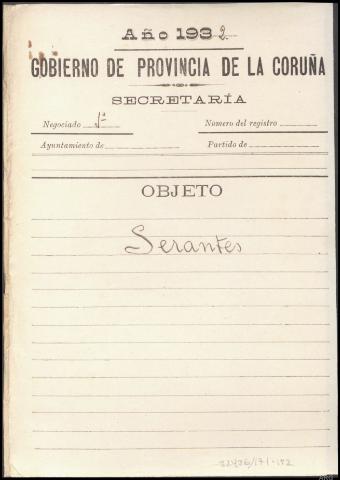 Año 1932
GOBIERNO DE PROVINCIA DE LA CORUÑA
SECRETARÍA
Negociado 1ª Número del registro
Ayuntamiento de Partido de
OBJETO
Serantes